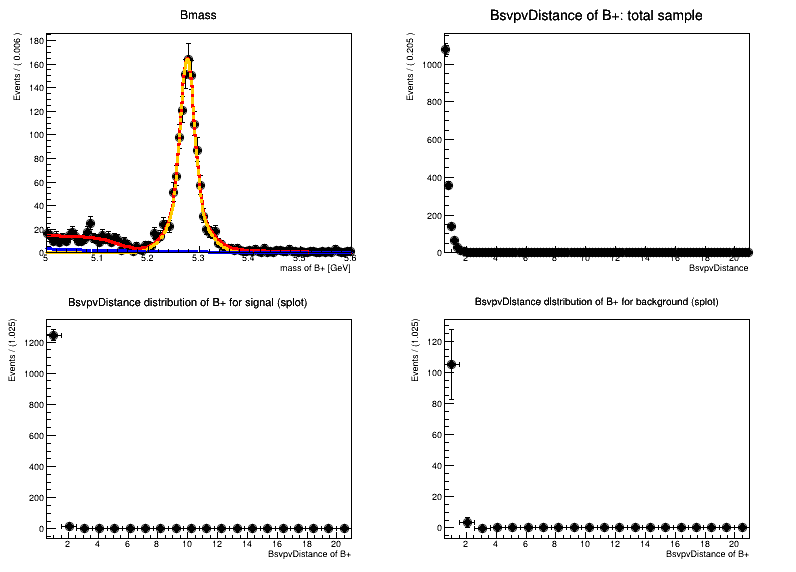 Bmass
Events / ( 0.006 )
180
160
140
120
100
80
60
40
20
0
5 5.1 5.2 5.3 5.4 5.5 5.6
mass of B+ [GeV]
BsvpvDistance of B+: total sample
Events / ( 0.205 )
1000
800
600
400
200
0
2 4 6 8 10 12 14 16 18 20
BsvpvDistance
BsvpvDistance distribution of B+ for signal (splot)
Events / (1.025)
1200
1000
800
600
400
200
0
2 4 6 8 10 12 14 16 18 20
BsvpvDistance of B+
BsvpvDistance distribution of B+ for background (splot)
Events / (1.025)
120
100
80
60
40
20
0
2 4 6 8 10 12 14 16 18 20
BsvpvDistance of B+